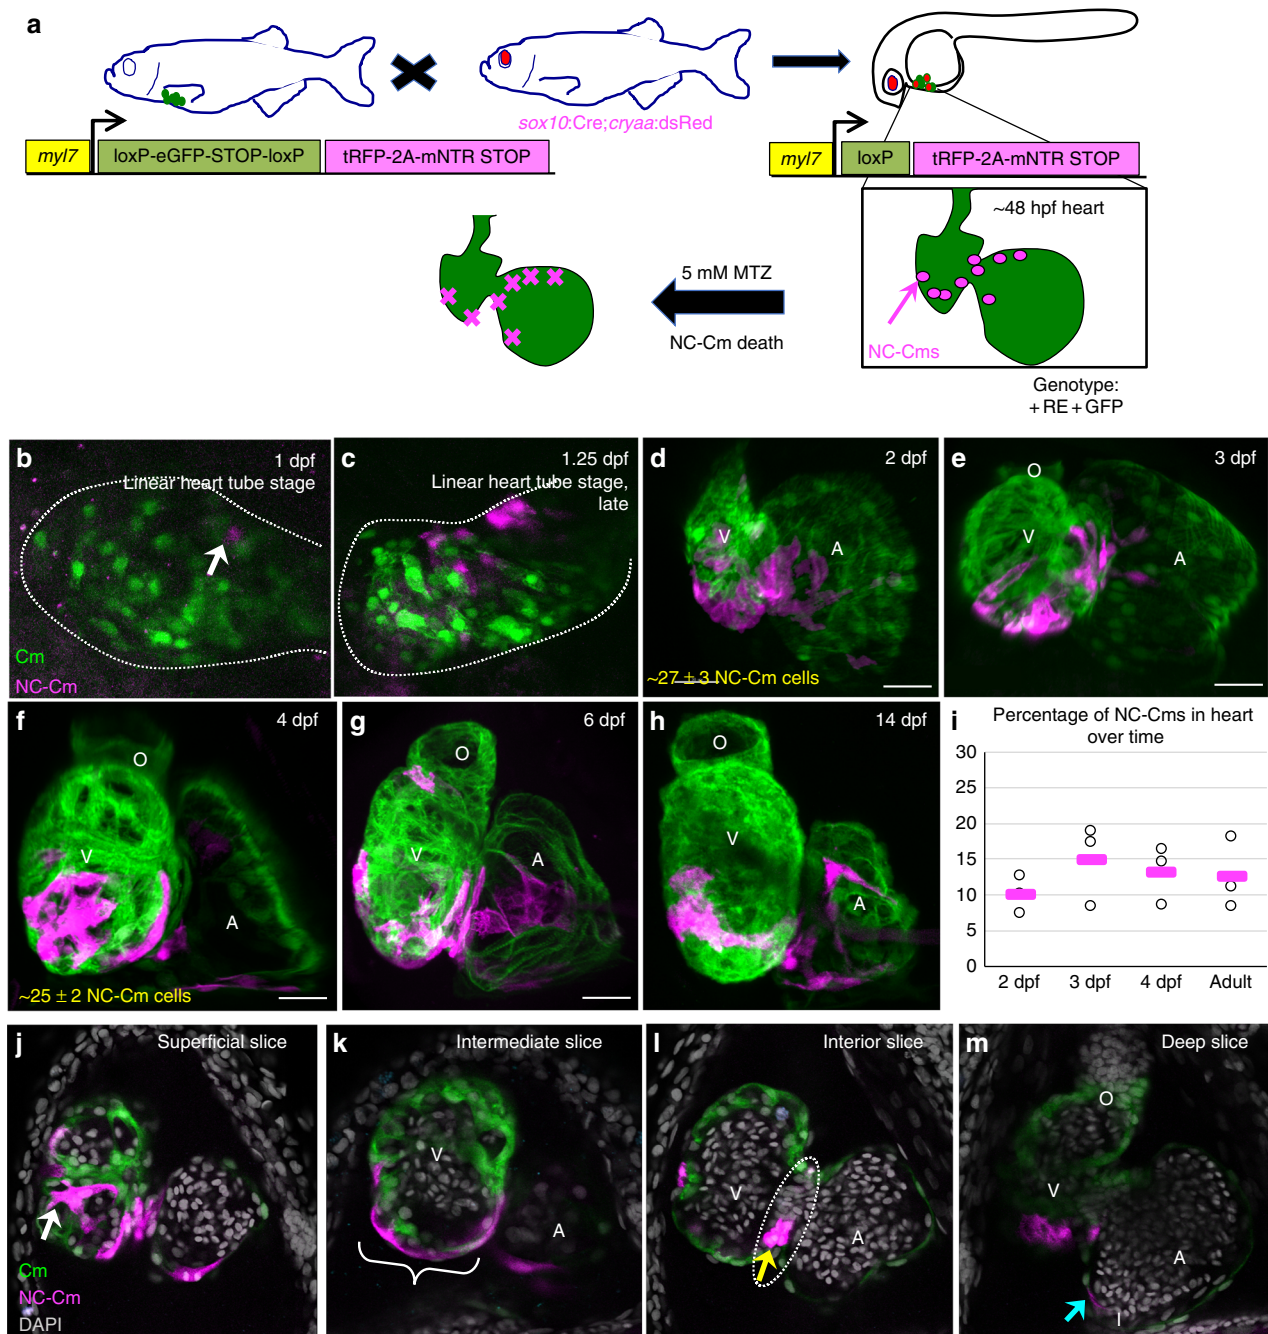 a
sox10:Cre;cryaa:dsRed
myl7 loxP-eGFP-STOP-loxP tRFP-2A-mNTR STOP
myl7 loxP tRFP-2A-mNTR STOP
~48 hpf heart
5 mM MTZ
NC-Cm death
NC-Cms
Genotype:
+RE+GFP
b 1 dpf
Linear heart tube stage
Cm
NC-Cm
c 1.25 dpf
Linear heart tube stage,
late
d 2 dpf
V
A
~27 ± 3 NC-Cm cells
e 3 dpf
O
V
A
f 4 dpf
O
V
A
~25 ± 2 NC-Cm cells
g 6 dpf
O
V
A
h 14 dpf
O
V
A
i Percentage of NC-Cms in heart
over time
30
25
20
15
10
5
0
2 dpf 3 dpf 4 dpf Adult
j Superficial slice
Cm
NC-Cm
DAPI
k Intermediate slice
V
A
l Interior slice
V
A
m Deep slice
O
V
A
I